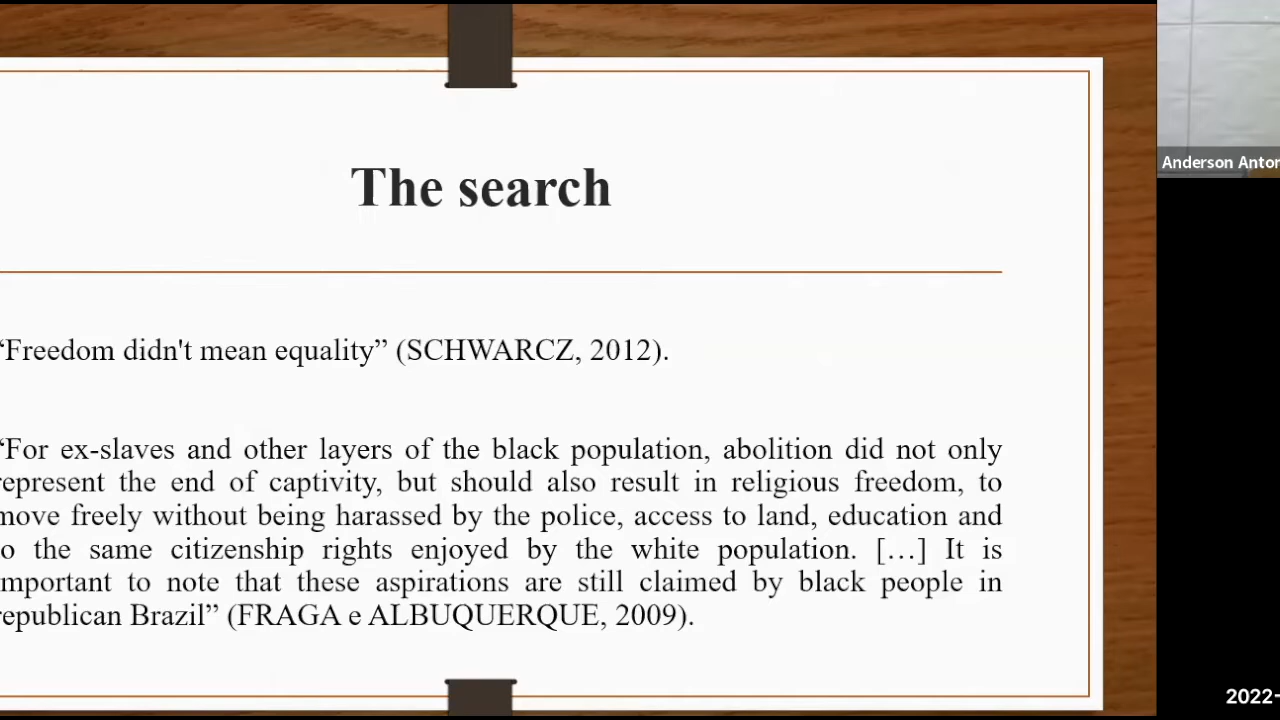 The search
“Freedom didn't mean equality” (SCHWARCZ, 2012).
“For ex-slaves and other layers of the black population, abolition did not only
represent the end of captivity, but should also result in religious freedom, to
move freely without being harassed by the police, access to land, education and
o the same citizenship rights enjoyed by the white population. […] It is
important to note that these aspirations are still claimed by black people in
republican Brazil” (FRAGA e ALBUQUERQUE, 2009).
Anderson Anton
2022-